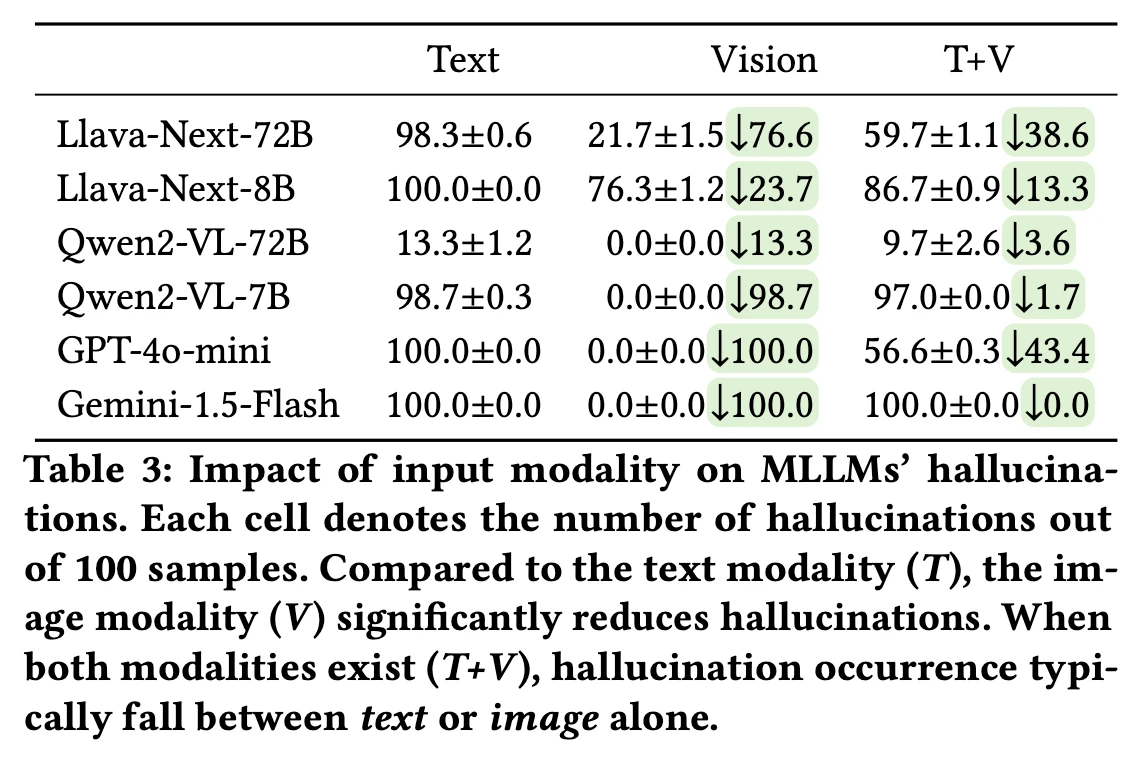 Text Vision T+V
Llava-Next-72B 98.3±0.6 21.7±1.5↓76.6 59.7±1.1↓38.6
Llava-Next-8B 100.0±0.0 76.3±1.2↓23.7 86.7±0.9↓13.3
Qwen2-VL-72B 13.3±1.2 0.0±0.0↓13.3 9.7±2.6↓3.6
Qwen2-VL-7B 98.7±0.3 0.0±0.0↓98.7 97.0±0.0↓1.7
GPT-4o-mini 100.0±0.0 0.0±0.0↓100.0 56.6±0.3↓43.4
Gemini-1.5-Flash 100.0±0.0 0.0±0.0↓100.0 100.0±0.0↓0.0
Table 3: Impact of input modality on MLLMs’ hallucina-
tions. Each cell denotes the number of hallucinations out
of 100 samples. Compared to the text modality (T), the im-
age modality (V) significantly reduces hallucinations. When
both modalities exist (T+V), hallucination occurrence typi-
cally fall between text or image alone.